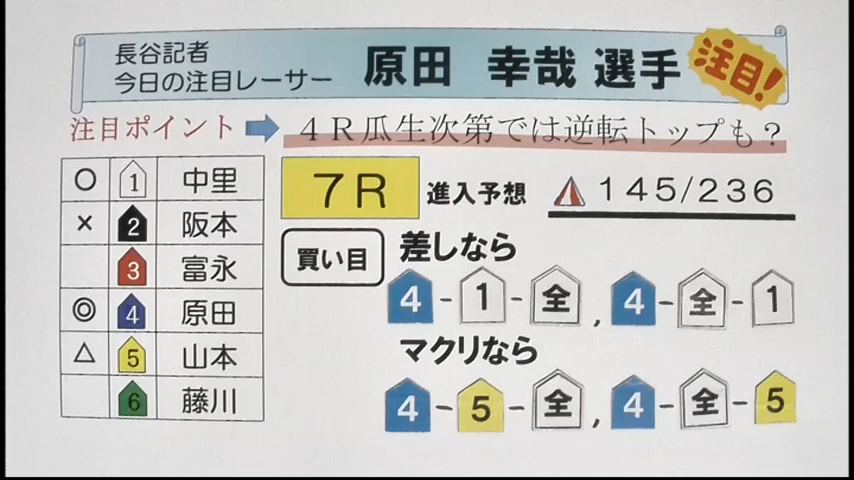 長谷記者
今日の注目レーサー 原田 幸哉 選手 注目!
注目ポイント 4R瓜生次第では逆転トップも?
○ 1 中里
× 2 阪本
3 富永
◎ 4 原田
△ 5 山本
6 藤川
7R 進入予想 145/236
買い目
差しなら
4-1-全, 4-全-1
マクリなら
4-5-全, 4-全-5